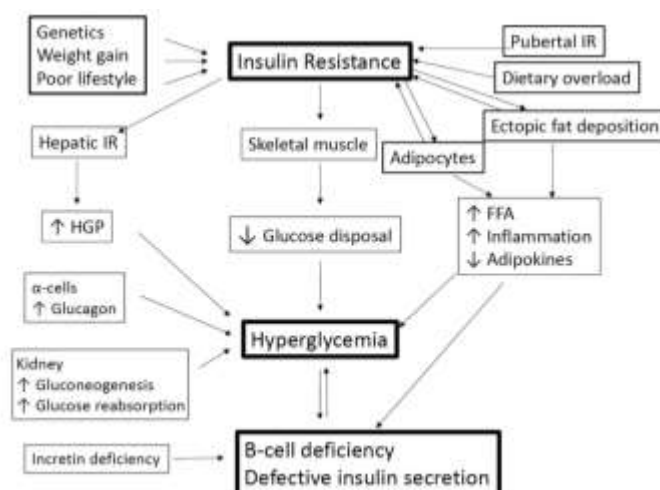 Genetics
Weight gain
Poor lifestyle
Insulin Resistance
Pubertal IR
Dietary overload
Ectopic fat deposition
Hepatic IR
Skeletal muscle
Adipocytes
↑ HGP
↓ Glucose disposal
↑ FFA
↑ Inflammation
↓ Adipokines
α-cells
↑ Glucagon
Hyperglycemia
Kidney
↑ Gluconeogenesis
↑ Glucose reabsorption
Incretin deficiency
B-cell deficiency
Defective insulin secretion